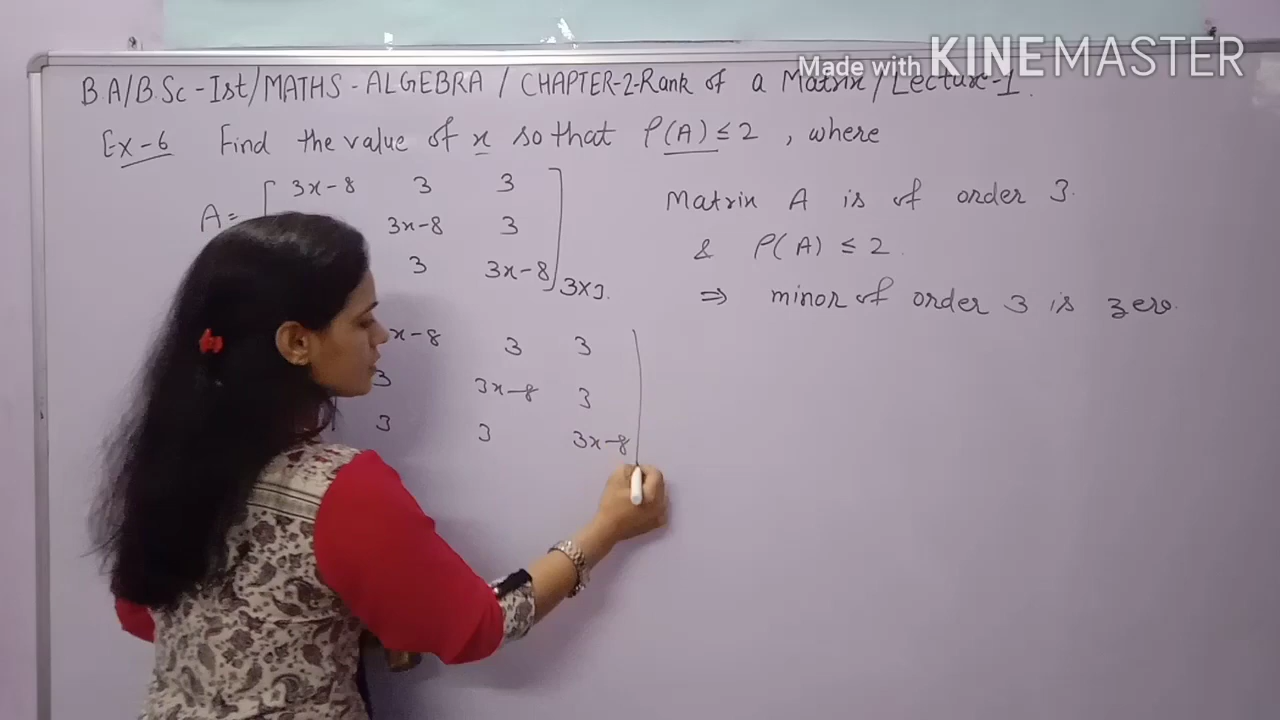 Made with KINEMASTER
B.A/B.Sc - Ist/MATHS - ALGEBRA / CHAPTER-2-Rank of a Matrix/Lecture-1.
Ex-6 Find the value of x so that ρ(A) ≤ 2 , where
A = [ 3x-8 3 3
3x-8 3
3 3x-8 ] 3×3.
Matrix A is of order 3.
& ρ(A) ≤ 2.
⇒ minor of order 3 is zero.
x-8 3 3 |
3 3x-8 3
3 3 3x-8